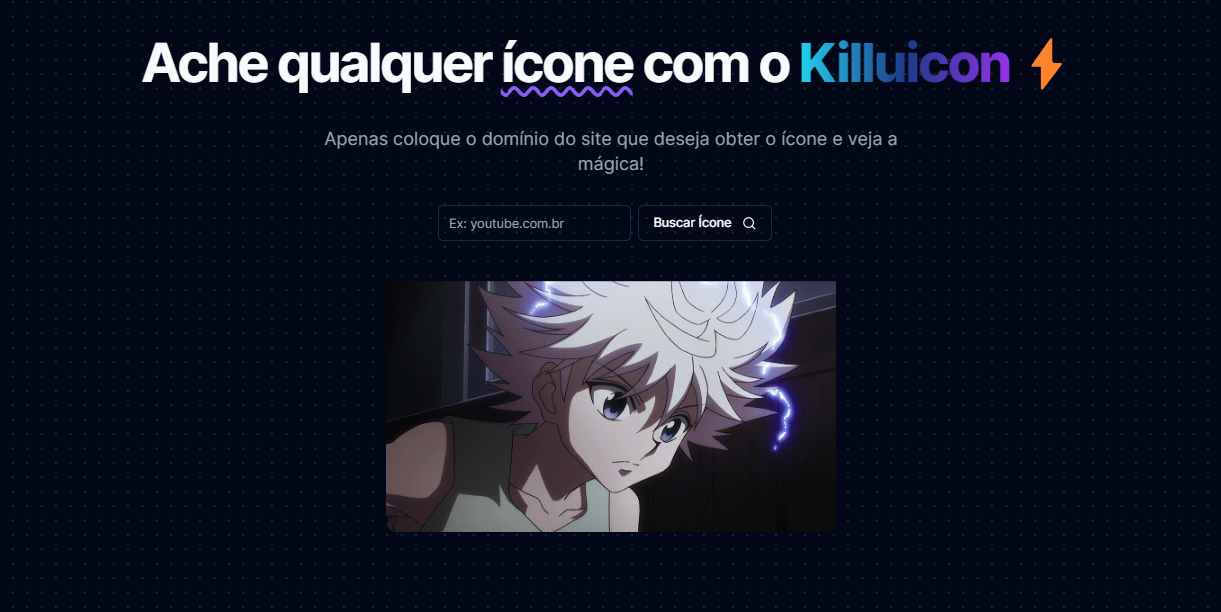 Ache qualquer ícone com o Killuicon
Apenas coloque o domínio do site que deseja obter o ícone e veja a
mágica!
Ex: youtube.com.br
Buscar Ícone